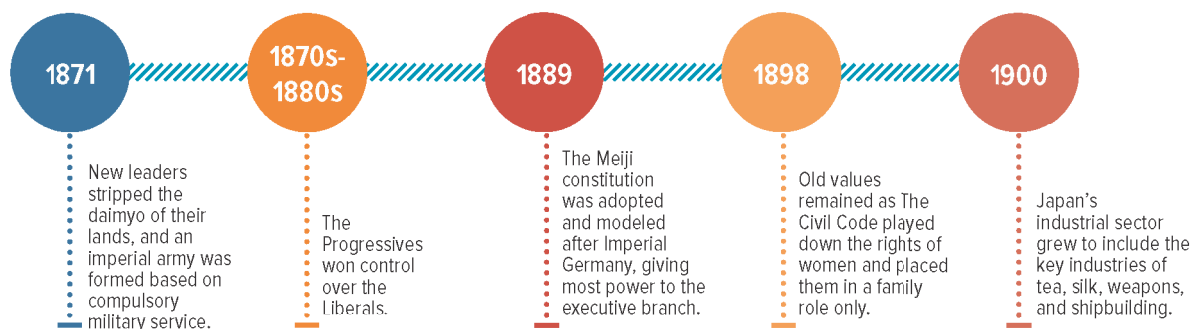 1871
New leaders
stripped the
daimyo of their
lands, and an
imperial army was
formed based on
compulsory
military service.
1870s-
1880s
The
Progressives
won control
over the
Liberals.
1889
The Meiji
constitution
was adopted
and modeled
after Imperial
Germany, giving
most power to the
executive branch.
1898
Old values
remained as The
Civil Code played
down the rights of
women and placed
them in a family
role only.
1900
Japan’s
industrial sector
grew to include the
key industries of
tea, silk, weapons,
and shipbuilding.